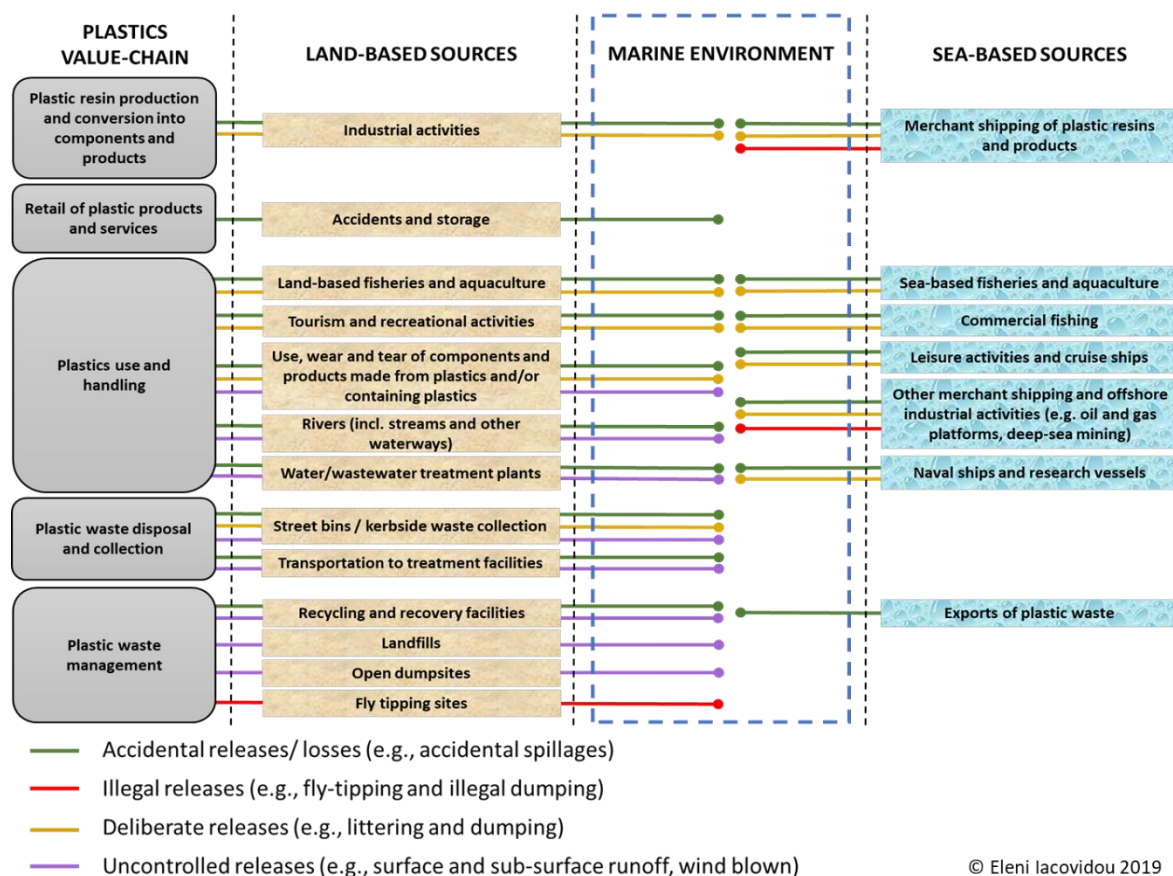 PLASTICS
VALUE-CHAIN
LAND-BASED SOURCES
MARINE ENVIRONMENT
SEA-BASED SOURCES
Plastic resin production
and conversion into
components and
products
Industrial activities
Merchant shipping of plastic resins
and products
Retail of plastic products
and services
Accidents and storage
Plastics use and
handling
Land-based fisheries and aquaculture
Sea-based fisheries and aquaculture
Tourism and recreational activities
Commercial fishing
Use, wear and tear of components and
products made from plastics and/or
containing plastics
Leisure activities and cruise ships
Other merchant shipping and offshore
industrial activities (e.g. oil and gas
platforms, deep-sea mining)
Rivers (incl. streams and other
waterways)
Water/wastewater treatment plants
Naval ships and research vessels
Plastic waste disposal
and collection
Street bins / kerbside waste collection
Transportation to treatment facilities
Plastic waste
management
Recycling and recovery facilities
Exports of plastic waste
Landfills
Open dumpsites
Fly tipping sites
Accidental releases/ losses (e.g., accidental spillages)
Illegal releases (e.g., fly-tipping and illegal dumping)
Deliberate releases (e.g., littering and dumping)
Uncontrolled releases (e.g., surface and sub-surface runoff, wind blown)
© Eleni Iacovidou 2019